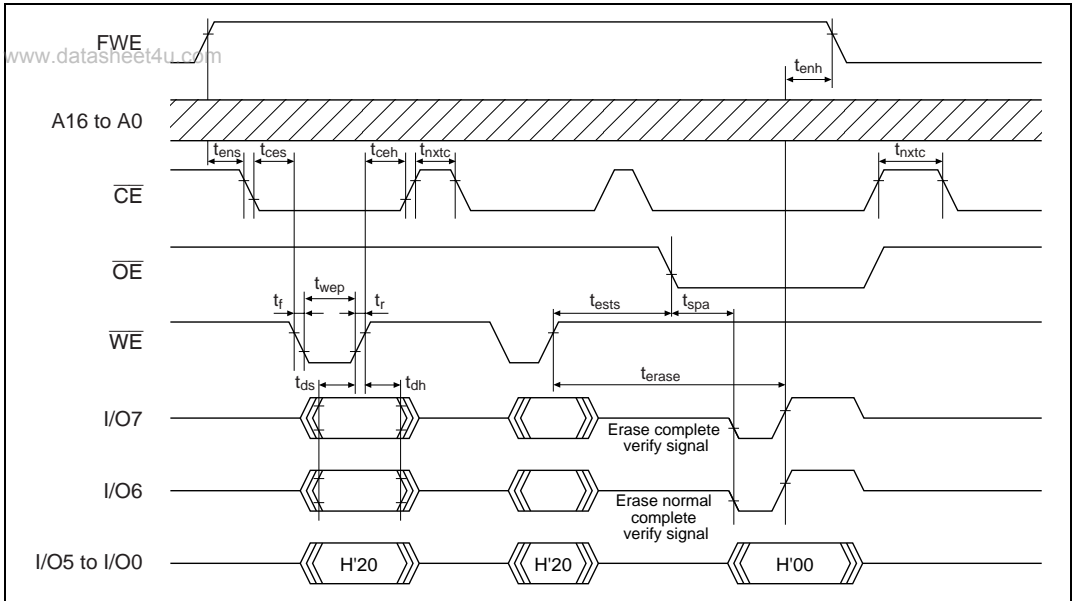 FWE
www.datasheet4u.com
tenh
A16 to A0
tens
tces
tceh
tnxtc
tnxtc
CE
OE
twep
tf
tr
tests
tspa
WE
tds
tdh
terase
I/O7
Erase complete
verify signal
I/O6
Erase normal
complete
verify signal
I/O5 to I/O0
H'20
H'20
H'00